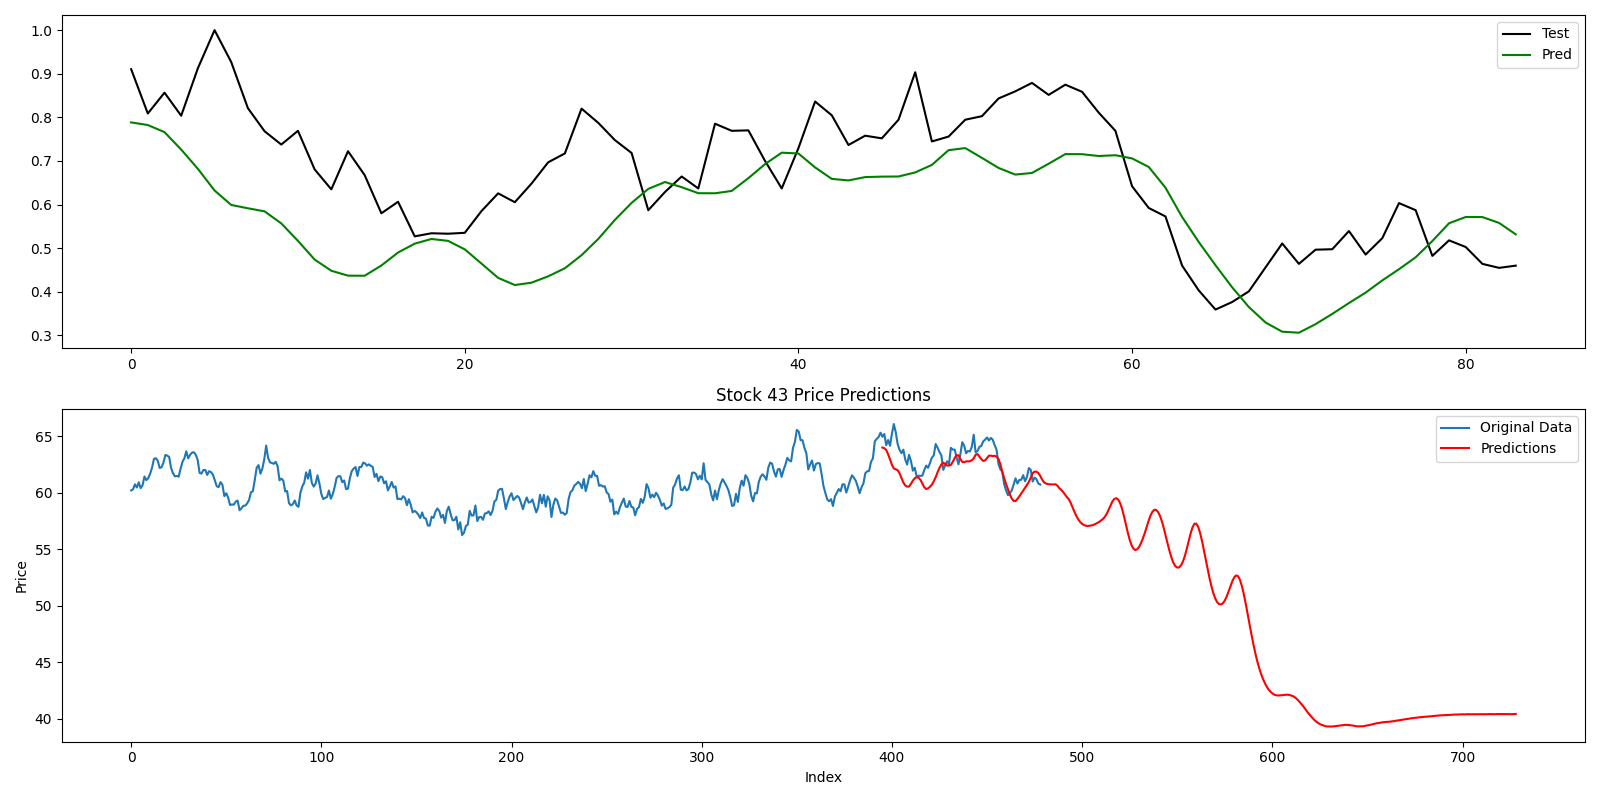 1.0
0.9
0.8
0.7
0.6
0.5
0.4
0.3
Test
Pred
0 20 40 60 80
Stock 43 Price Predictions
65
60
55
50
45
40
Price
Original Data
Predictions
0 100 200 300 400 500 600 700
Index